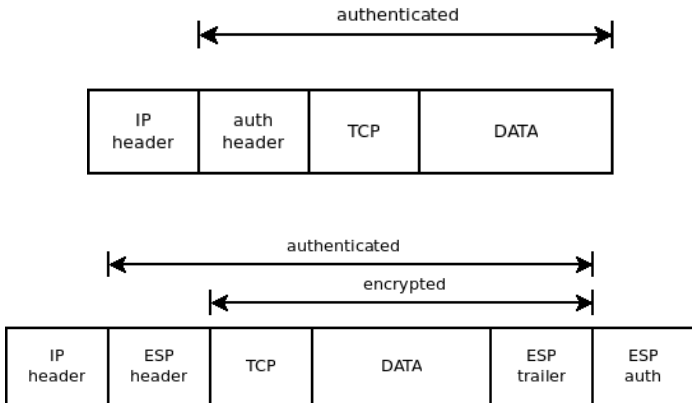 authenticated
IP header
auth header
TCP
DATA
authenticated
encrypted
IP header
ESP header
TCP
DATA
ESP trailer
ESP auth